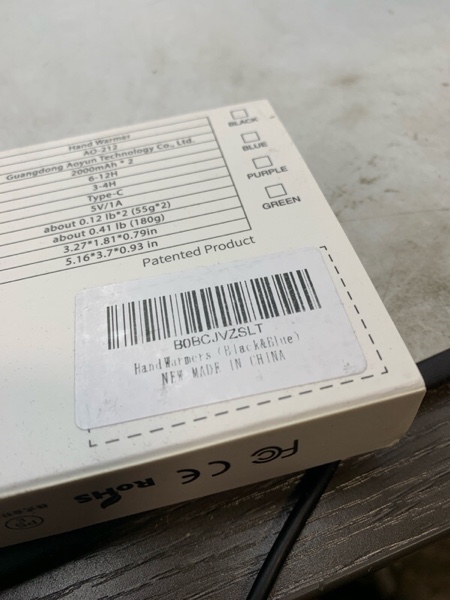 Hand Warmer
AO-212
Guangdong Aoyun Technology Co., Ltd.
2000mAh * 2
6-12H
3-4H
Type-C
5V/1A
about 0.12 lb*2 (55g*2)
about 0.41 lb (180g)
3.27*1.81*0.79in
5.16*3.7*0.93 in
BLACK
BLUE
PURPLE
GREEN
Patented Product
B0BCJVZSLT
Hand Warmers (Black&Blue)
NEW MADE IN CHINA
FC CE RoHS